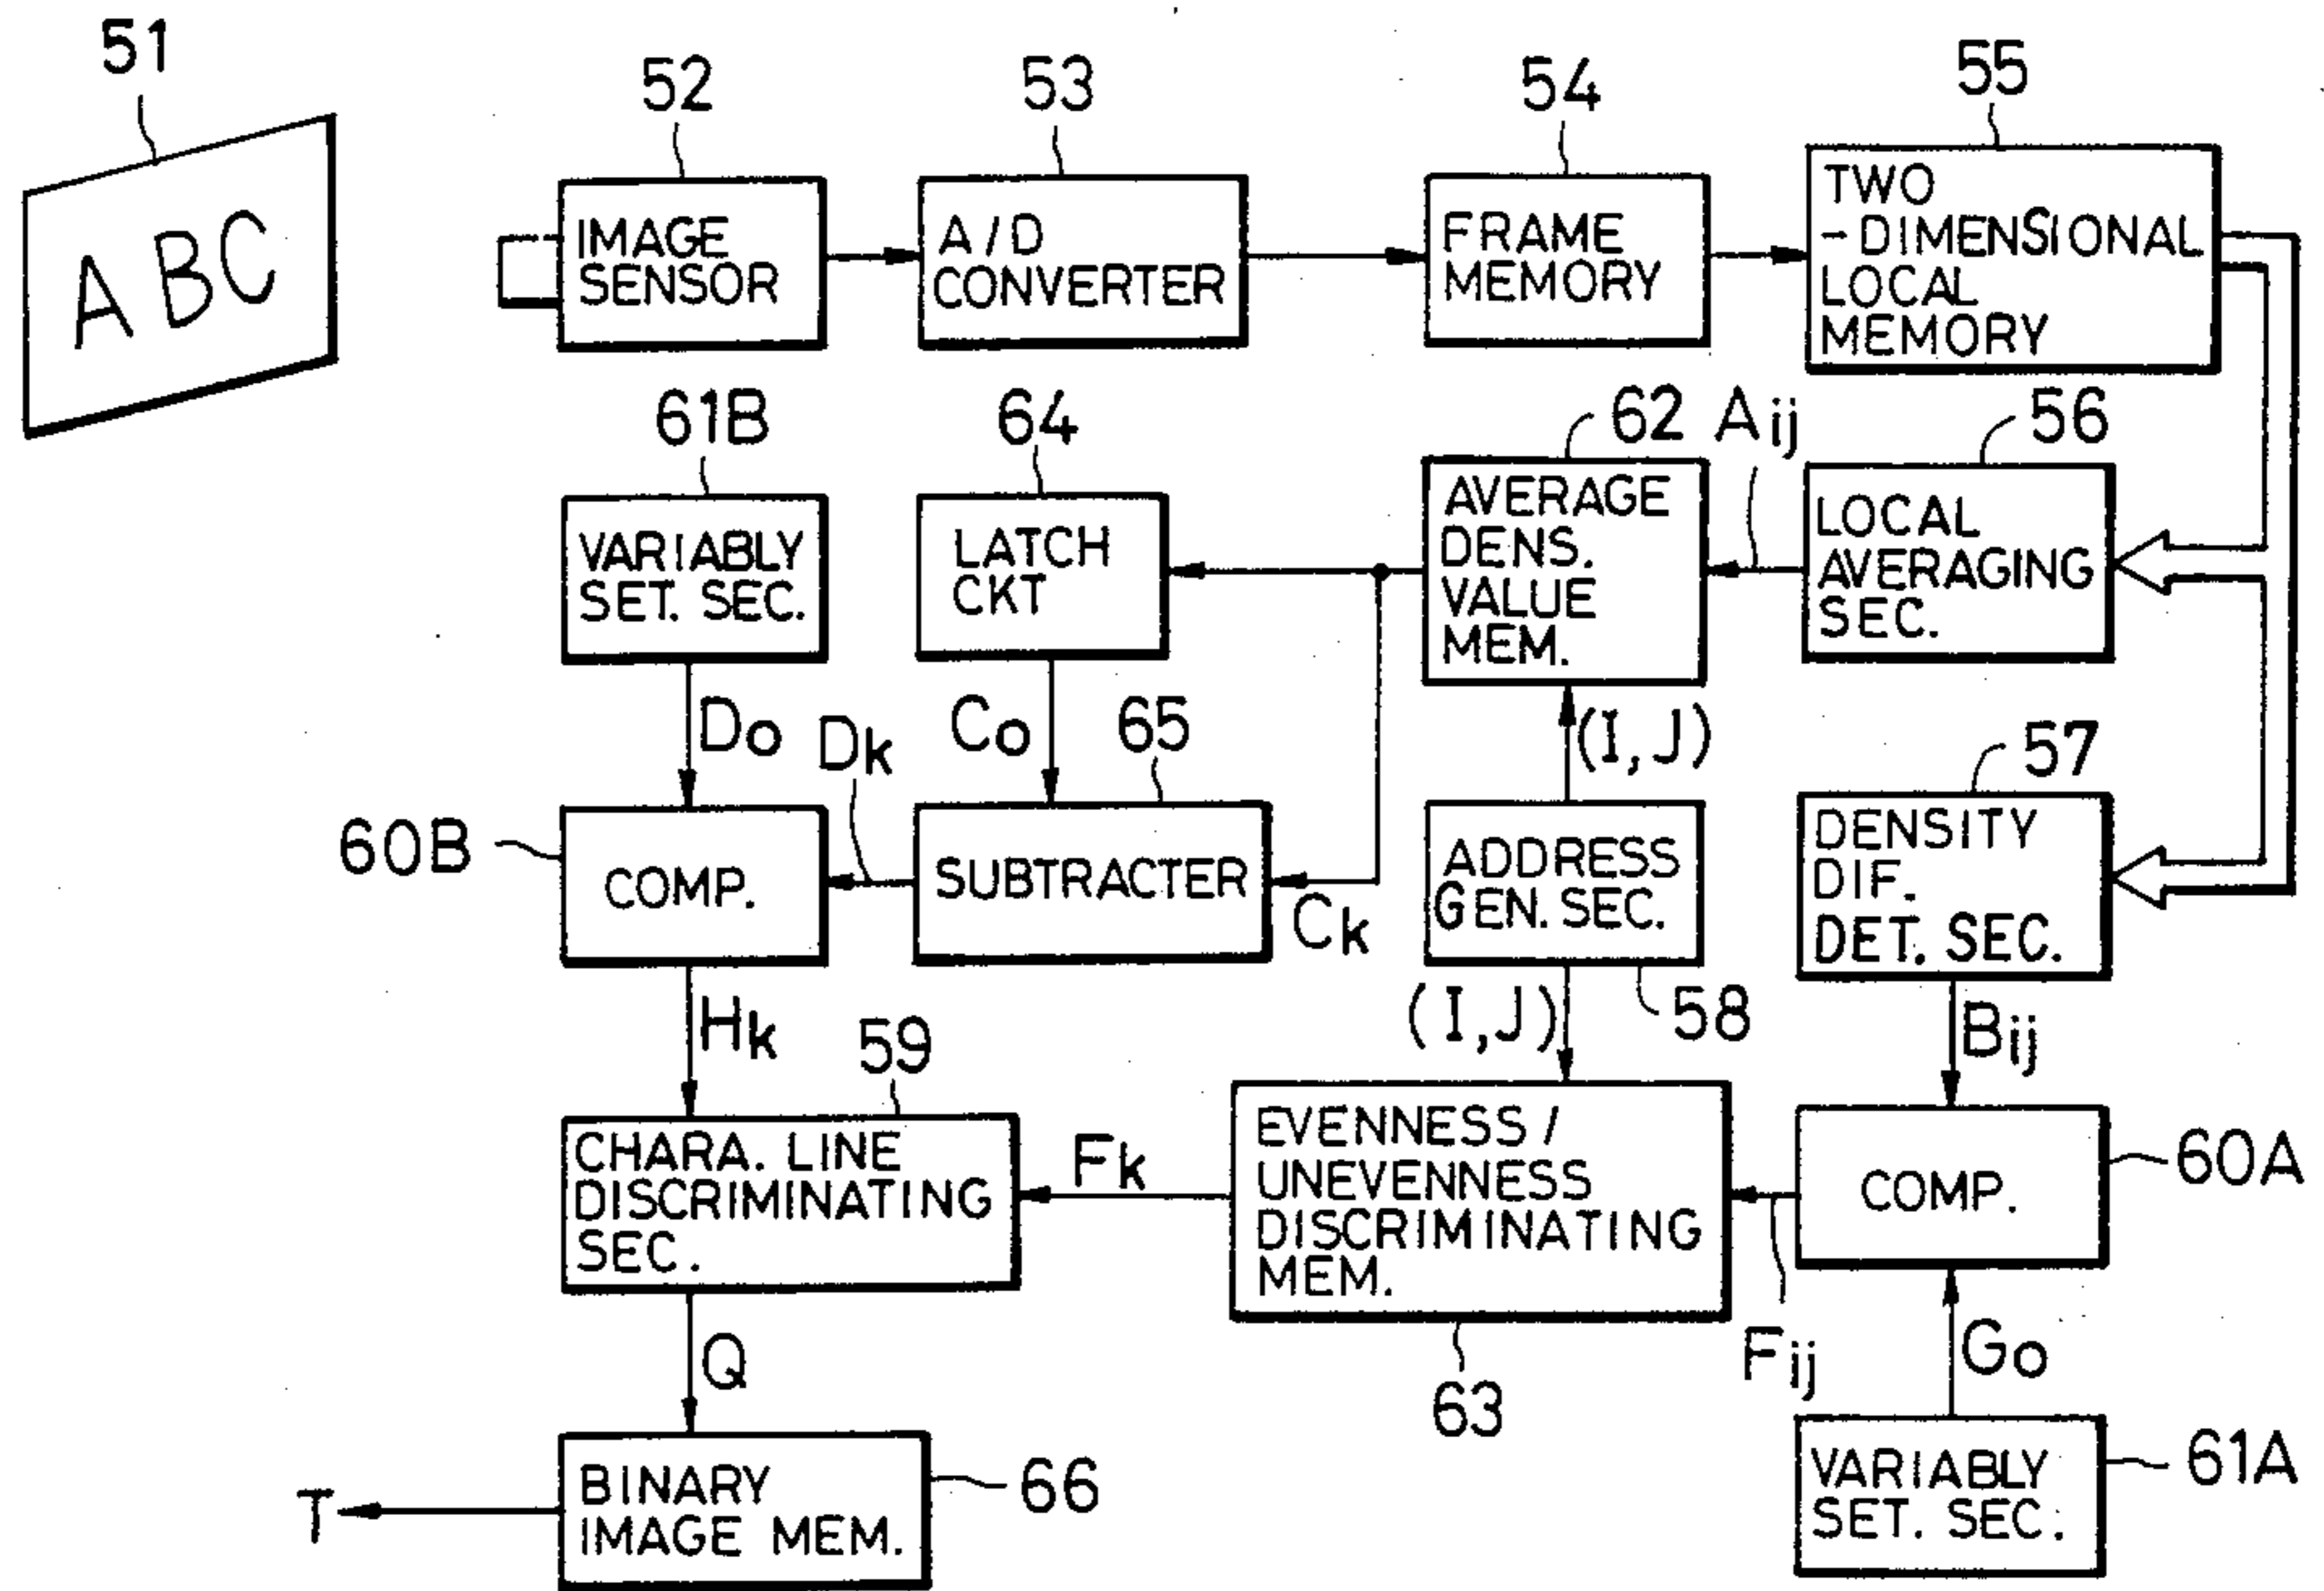 51
52
53
54
55
ABC
IMAGE
SENSOR
A/D
CONVERTER
FRAME
MEMORY
TWO
-DIMENSIONAL
LOCAL
MEMORY
61B
64
62
Aij
56
VARIABLY
SET. SEC.
LATCH
CKT
AVERAGE
DENS.
VALUE
MEM.
LOCAL
AVERAGING
SEC.
Do
Dk
Co
65
(I,J)
57
60B
COMP.
SUBTRACTER
Ck
ADDRESS
GEN. SEC.
DENSITY
DIF.
DET. SEC.
Hk
59
(I,J)
58
Bij
CHARA. LINE
DISCRIMINATING
SEC.
Fk
EVENNESS/
UNEVENNESS
DISCRIMINATING
MEM.
COMP.
60A
Q
63
Fij
Go
T
BINARY
IMAGE MEM.
66
VARIABLY
SET. SEC.
61A